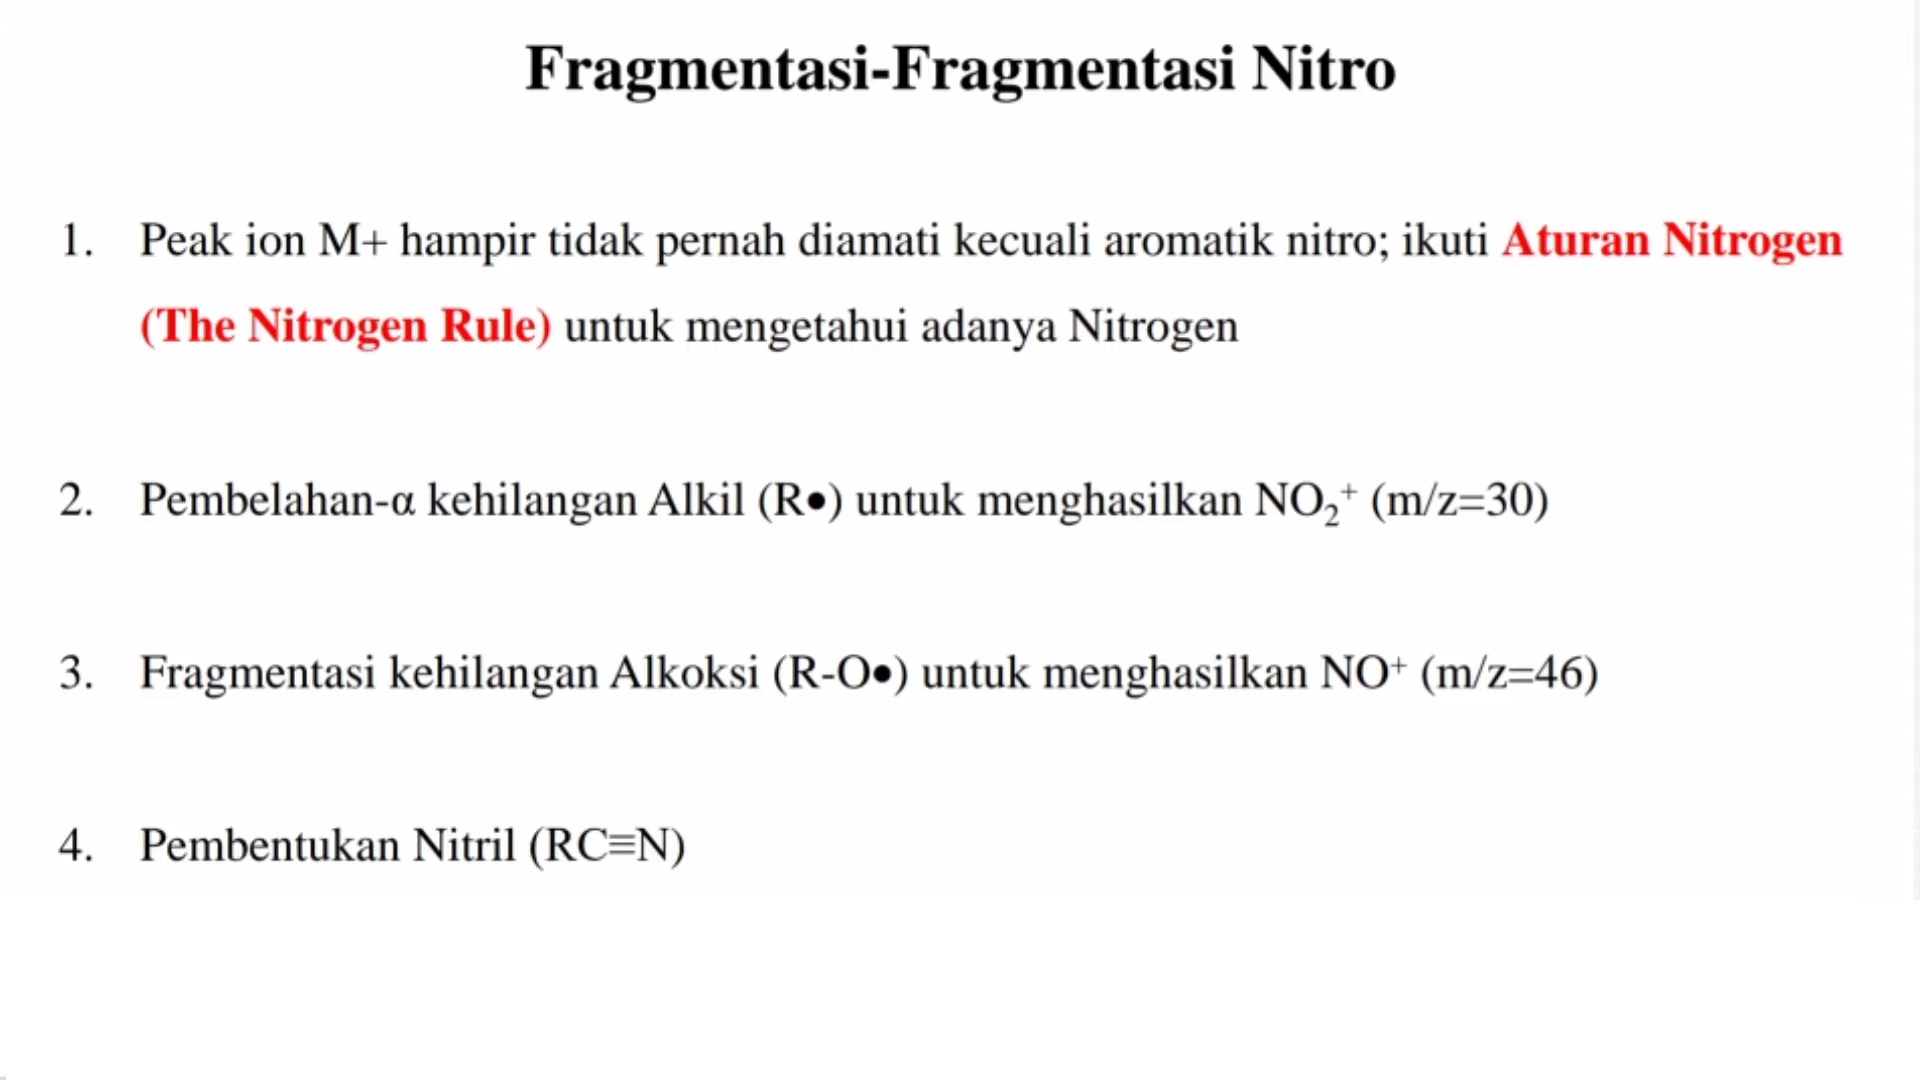 Fragmentasi-Fragmentasi Nitro
1. Peak ion M+ hampir tidak pernah diamati kecuali aromatik nitro; ikuti Aturan Nitrogen
(The Nitrogen Rule) untuk mengetahui adanya Nitrogen
2. Pembelahan-α kehilangan Alkil (R●) untuk menghasilkan NO₂⁺ (m/z=30)
3. Fragmentasi kehilangan Alkoksi (R-O●) untuk menghasilkan NO⁺ (m/z=46)
4. Pembentukan Nitril (RC≡N)